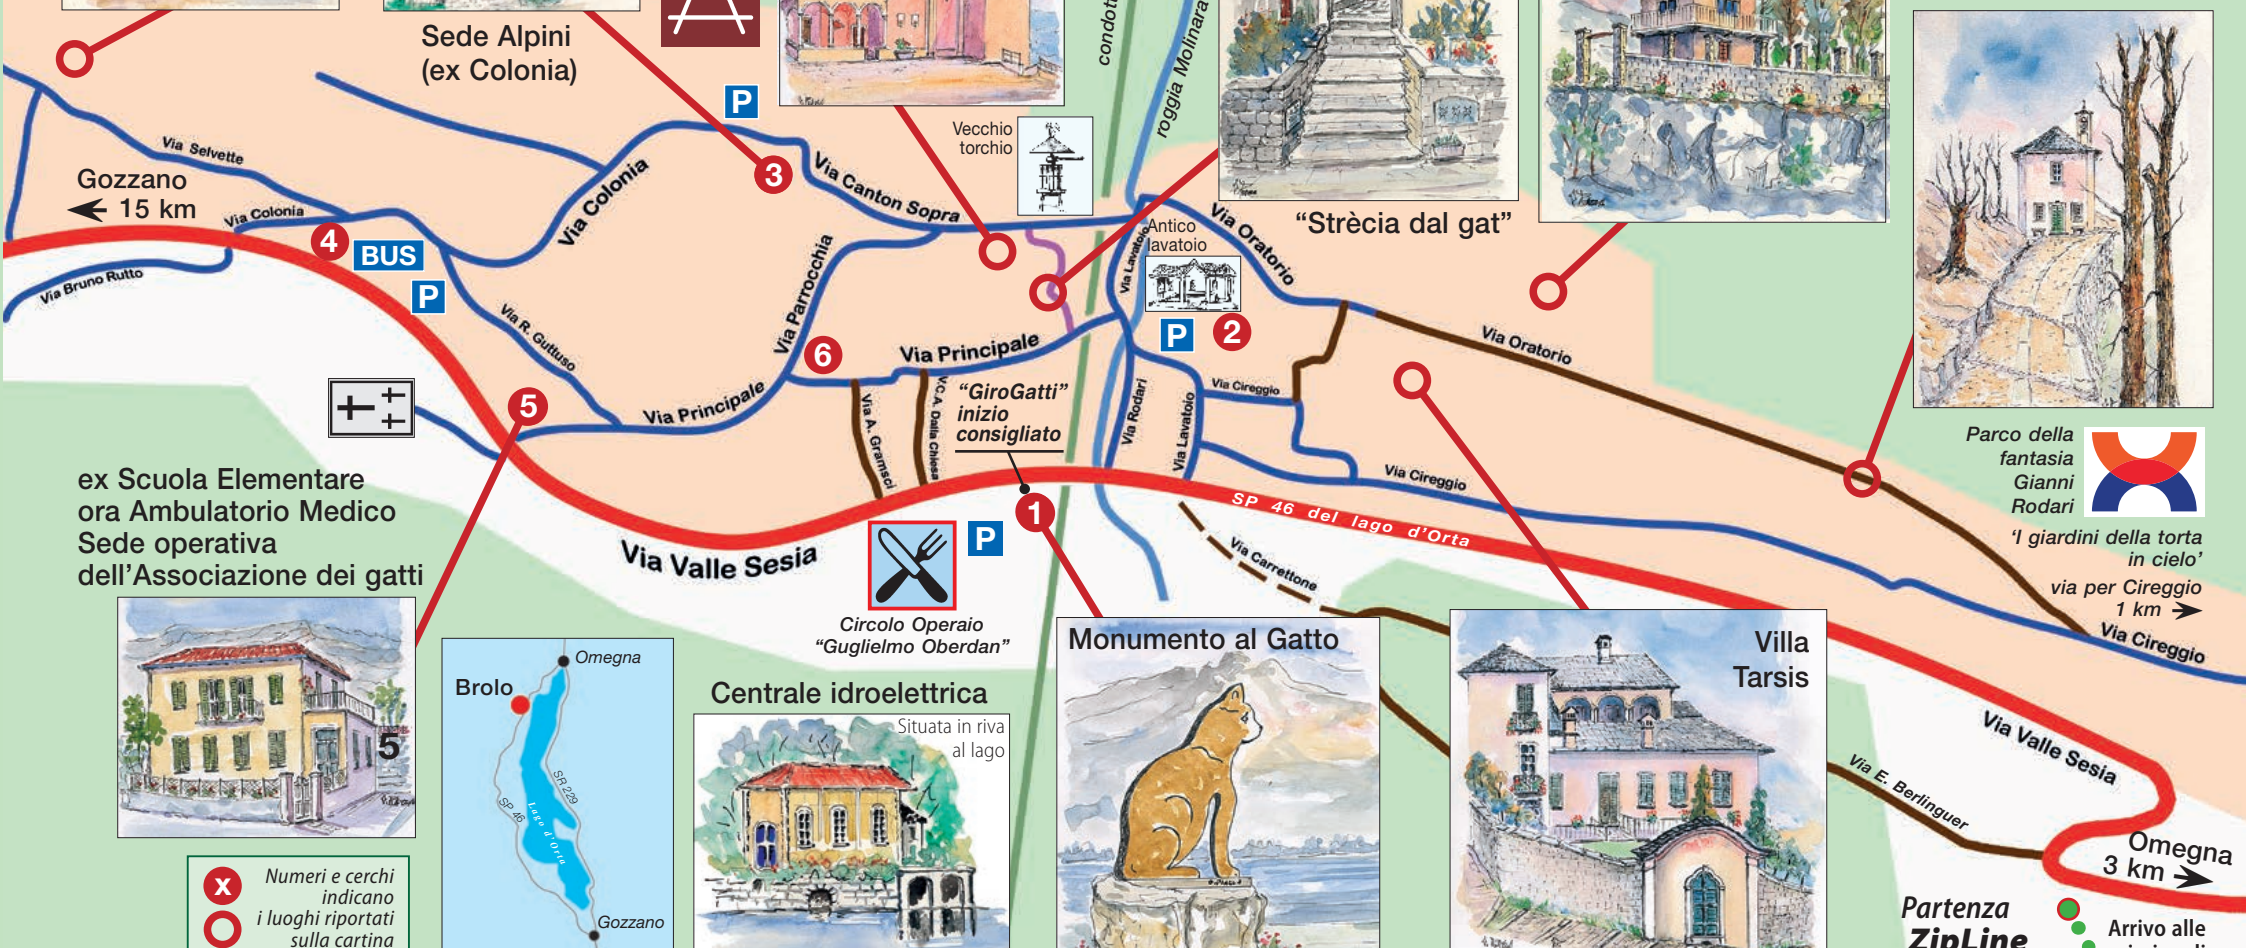 Sede Alpini
(ex Colonia)
P
condot
roggia Molinara
Vecchio
torchio
Via Selvette
Gozzano
15 km
Via Colonia
Via Colonia
3
Via Canton Sopra
4
BUS
P
Via Bruno Rutto
Via R. Guttuso
Via Parrocchia
6
Via Principale
Via Principale
Via Lavatoio
Antico
lavatoio
Via Oratorio
P
2
"Strècia dal gat"
Via Oratorio
Via Cireggio
Via A. Gramsci
V.C.A. Dalla Chiesa
"GiroGatti"
inizio
consigliato
Via Rodari
Via Lavatoio
Via Cireggio
5
1
SP 46 del lago d'Orta
Via Valle Sesia
P
Circolo Operaio
"Guglielmo Oberdan"
Via Carrettone
Parco della
fantasia
Gianni
Rodari
'I giardini della torta
in cielo'
via per Cireggio
1 km
Via Cireggio
ex Scuola Elementare
ora Ambulatorio Medico
Sede operativa
dell'Associazione dei gatti
5
Omegna
Brolo
SR 229
SP 46
Lago d'Orta
Gozzano
Centrale idroelettrica
Situata in riva
al lago
Monumento al Gatto
Villa
Tarsis
Via Valle Sesia
Via E. Berlinguer
Omegna
3 km
x
Numeri e cerchi
indicano
i luoghi riportati
sulla cartina
Partenza
ZipLine
Arrivo alle